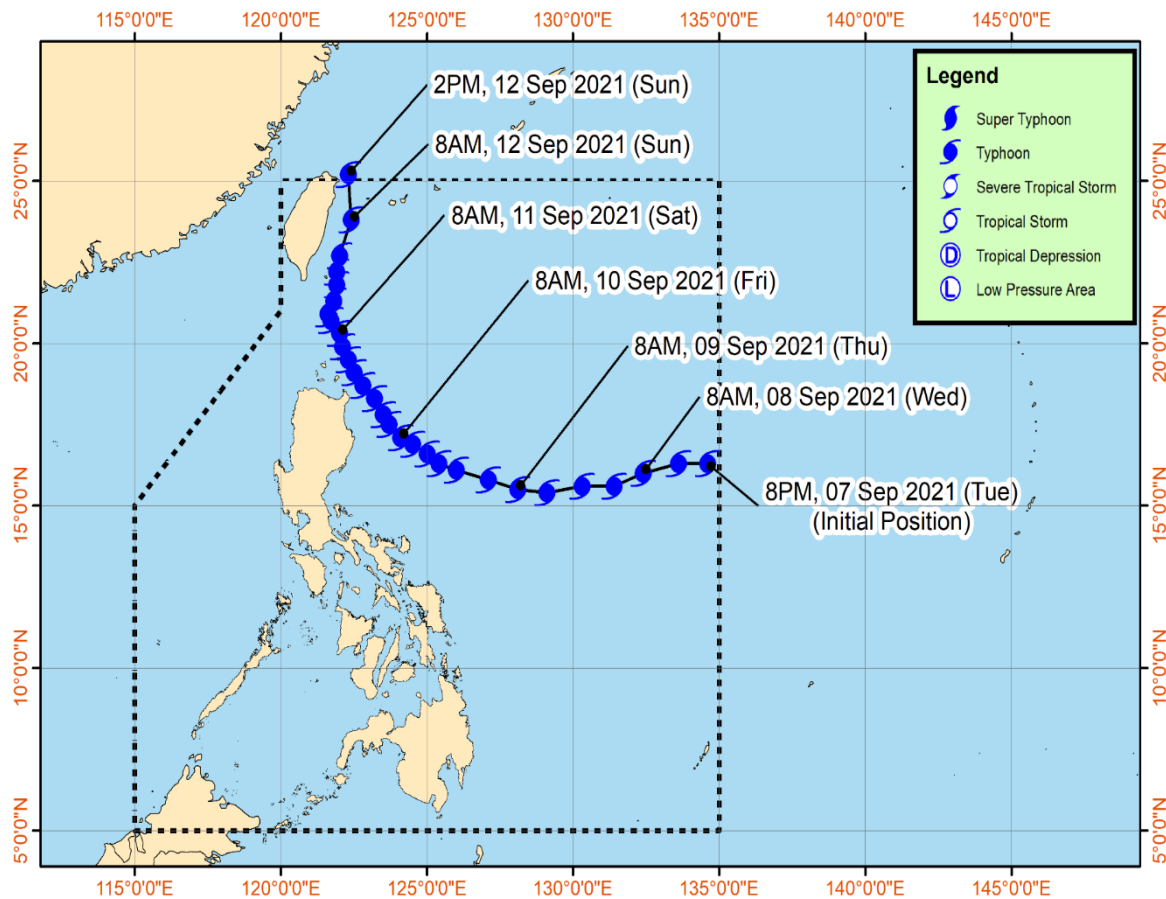 115°0'0"E 120°0'0"E 125°0'0"E 130°0'0"E 135°0'0"E 140°0'0"E 145°0'0"E
Legend
Super Typhoon
Typhoon
Severe Tropical Storm
Tropical Storm
D Tropical Depression
L Low Pressure Area
2PM, 12 Sep 2021 (Sun)
8AM, 12 Sep 2021 (Sun)
8AM, 11 Sep 2021 (Sat)
8AM, 10 Sep 2021 (Fri)
8AM, 09 Sep 2021 (Thu)
8AM, 08 Sep 2021 (Wed)
8PM, 07 Sep 2021 (Tue)
(Initial Position)
25°0'0"N
20°0'0"N
15°0'0"N
10°0'0"N
5°0'0"N
25°0'0"N
20°0'0"N
15°0'0"N
10°0'0"N
5°0'0"N
115°0'0"E 120°0'0"E 125°0'0"E 130°0'0"E 135°0'0"E 140°0'0"E 145°0'0"E